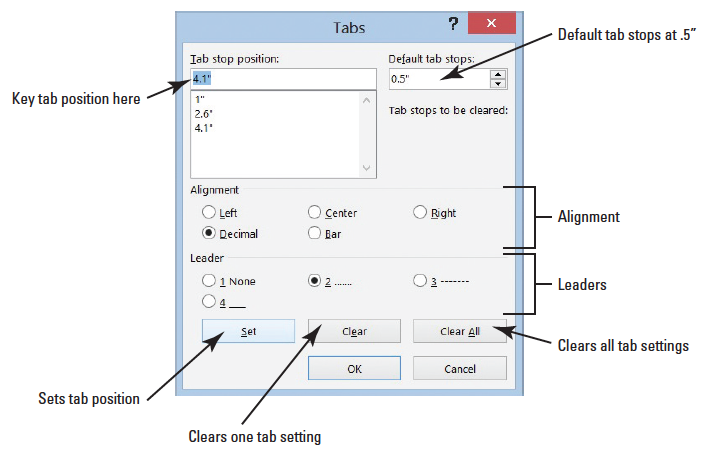 Tabs
?
x
Default tab stops at .5”
Tab stop position:
Default tab stops:
4.1"
0.5"
Key tab position here
1"
2.6"
4.1"
Tab stops to be cleared:
Alignment
Left
Center
Right
Alignment
Decimal
Bar
Leader
1 None
2 ......
3 -------
Leaders
4 ___
Set
Clear
Clear All
Clears all tab settings
OK
Cancel
Sets tab position
Clears one tab setting